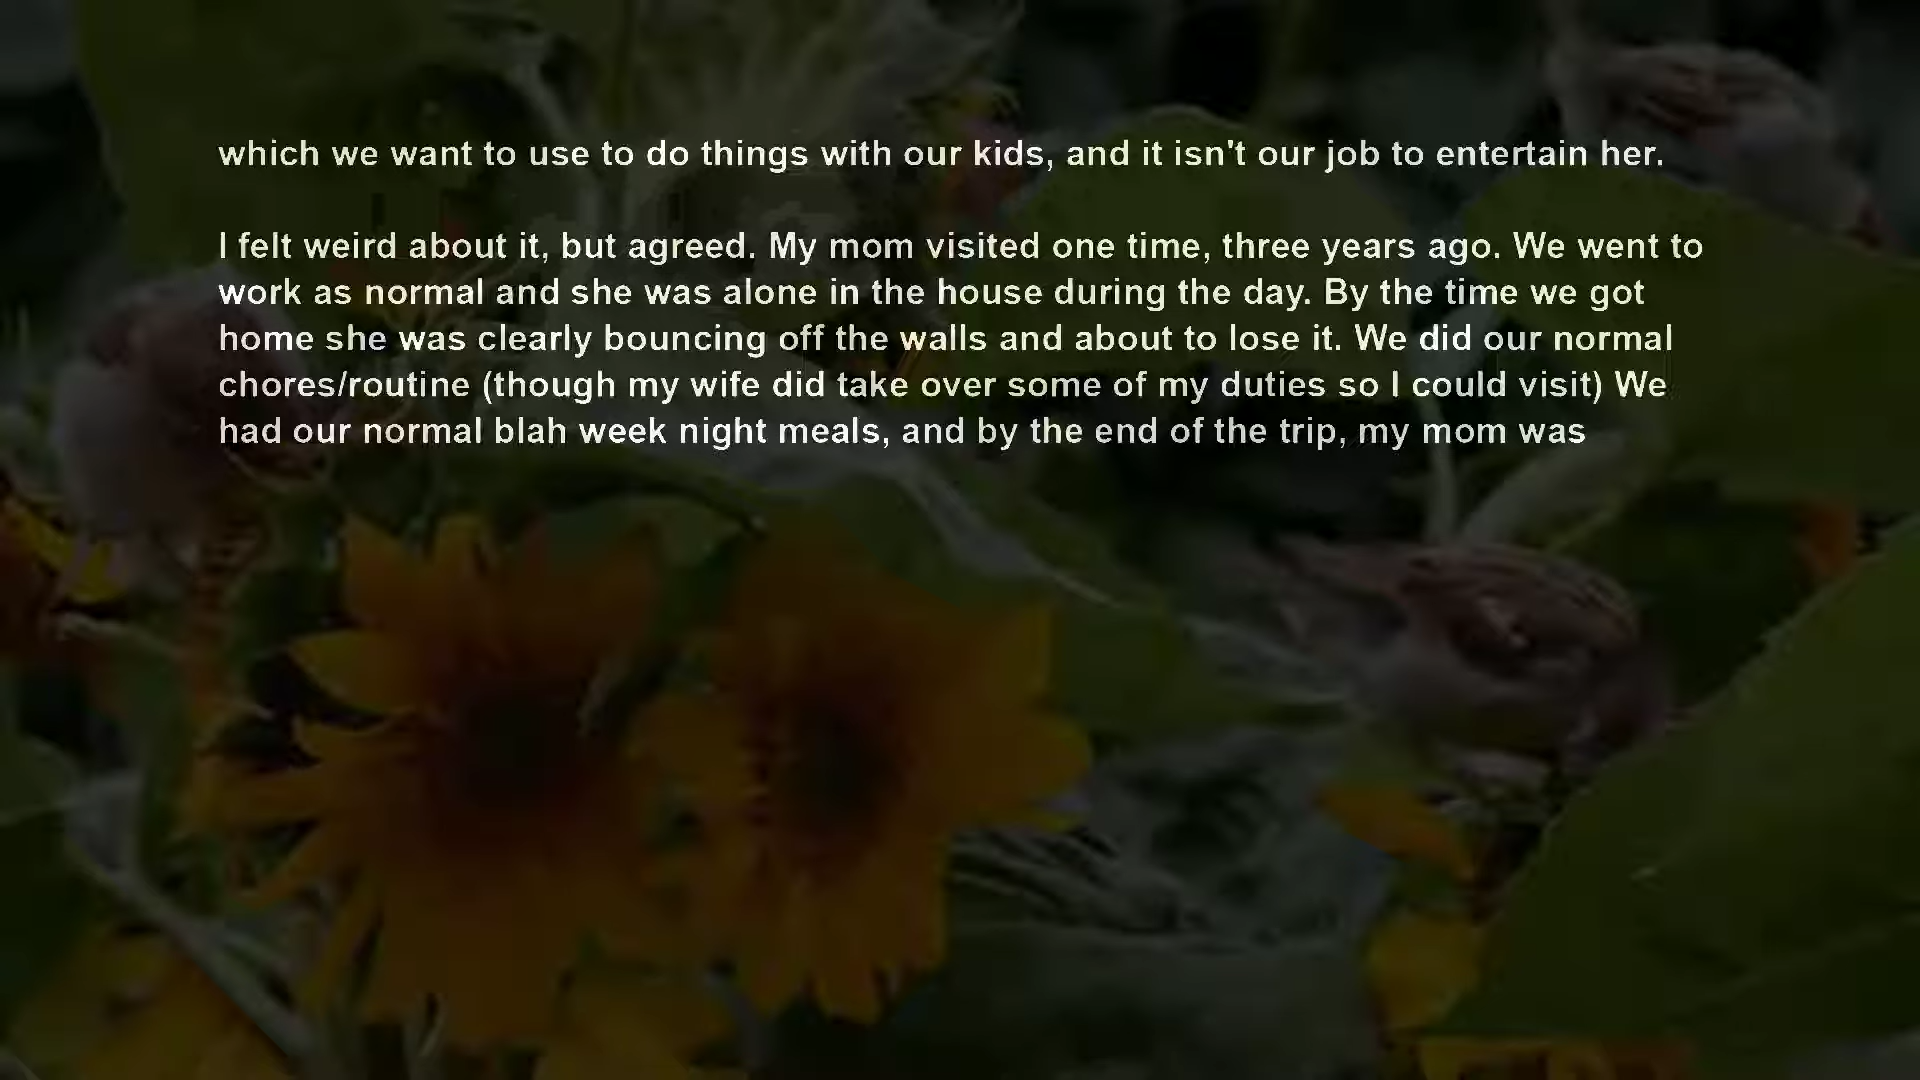 which we want to use to do things with our kids, and it isn't our job to entertain her.
I felt weird about it, but agreed. My mom visited one time, three years ago. We went to
work as normal and she was alone in the house during the day. By the time we got
home she was clearly bouncing off the walls and about to lose it. We did our normal
chores/routine (though my wife did take over some of my duties so I could visit) We
had our normal blah week night meals, and by the end of the trip, my mom was